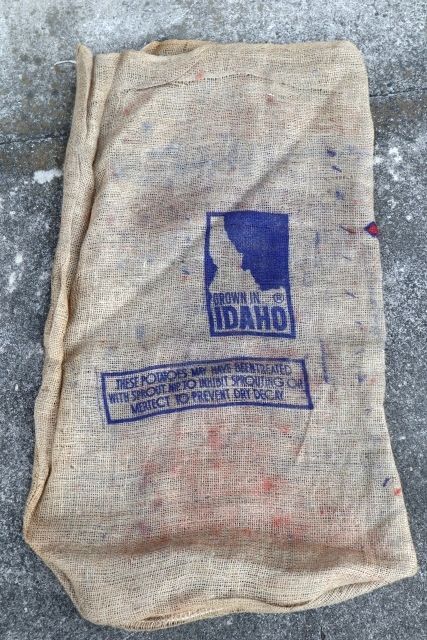 GROWN IN ®
IDAHO
THESE POTATOES MAY HAVE BEEN TREATED
WITH SPROUT NIP TO INHIBIT SPROUTING OR
MERTECT TO PREVENT DRY DECAY.